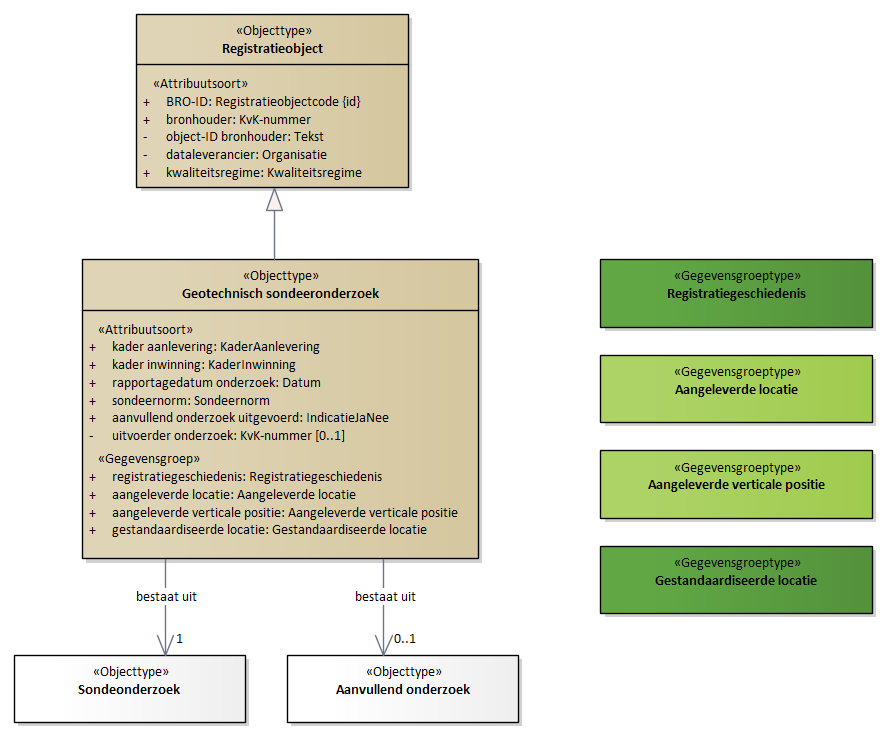 «Objecttype»
Registratieobject
«Attribuutsoort»
+ BRO-ID: Registratieobjectcode {id}
+ bronhouder: KvK-nummer
- object-ID bronhouder: Tekst
- dataleverancier: Organisatie
+ kwaliteitsregime: Kwaliteitsregime
«Objecttype»
Geotechnisch sondeeronderzoek
«Attribuutsoort»
+ kader aanlevering: KaderAanlevering
+ kader inwinning: KaderInwinning
+ rapportagedatum onderzoek: Datum
+ sondeernorm: Sondeernorm
+ aanvullend onderzoek uitgevoerd: IndicatieJaNee
- uitvoerder onderzoek: KvK-nummer [0..1]
«Gegevensgroep»
+ registratiegeschiedenis: Registratiegeschiedenis
+ aangeleverde locatie: Aangeleverde locatie
+ aangeleverde verticale positie: Aangeleverde verticale positie
+ gestandaardiseerde locatie: Gestandaardiseerde locatie
«Gegevensgroeptype»
Registratiegeschiedenis
«Gegevensgroeptype»
Aangeleverde locatie
«Gegevensgroeptype»
Aangeleverde verticale positie
«Gegevensgroeptype»
Gestandaardiseerde locatie
bestaat uit
1
bestaat uit
0..1
«Objecttype»
Sondeonderzoek
«Objecttype»
Aanvullend onderzoek